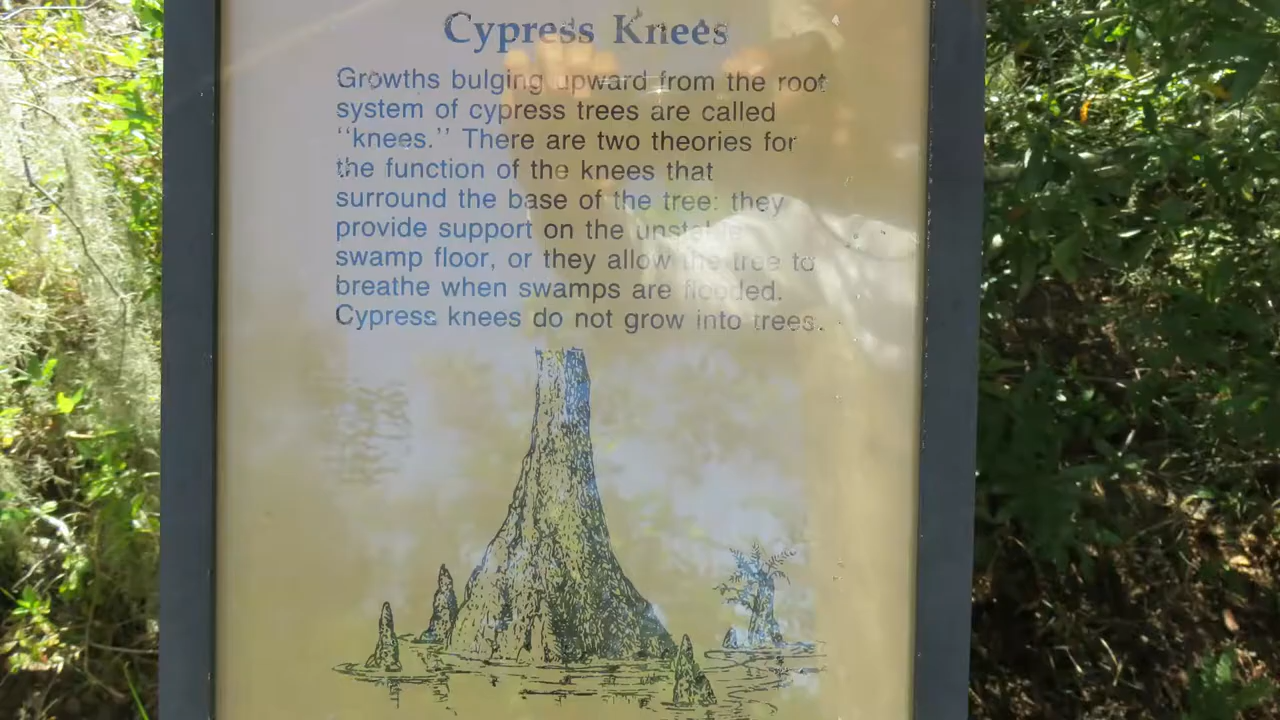 Cypress Knees
Growths bulging upward from the root
system of cypress trees are called
"knees." There are two theories for
the function of the knees that
surround the base of the tree: they
provide support on the unstable
swamp floor, or they allow the tree to
breathe when swamps are flooded.
Cypress knees do not grow into trees.